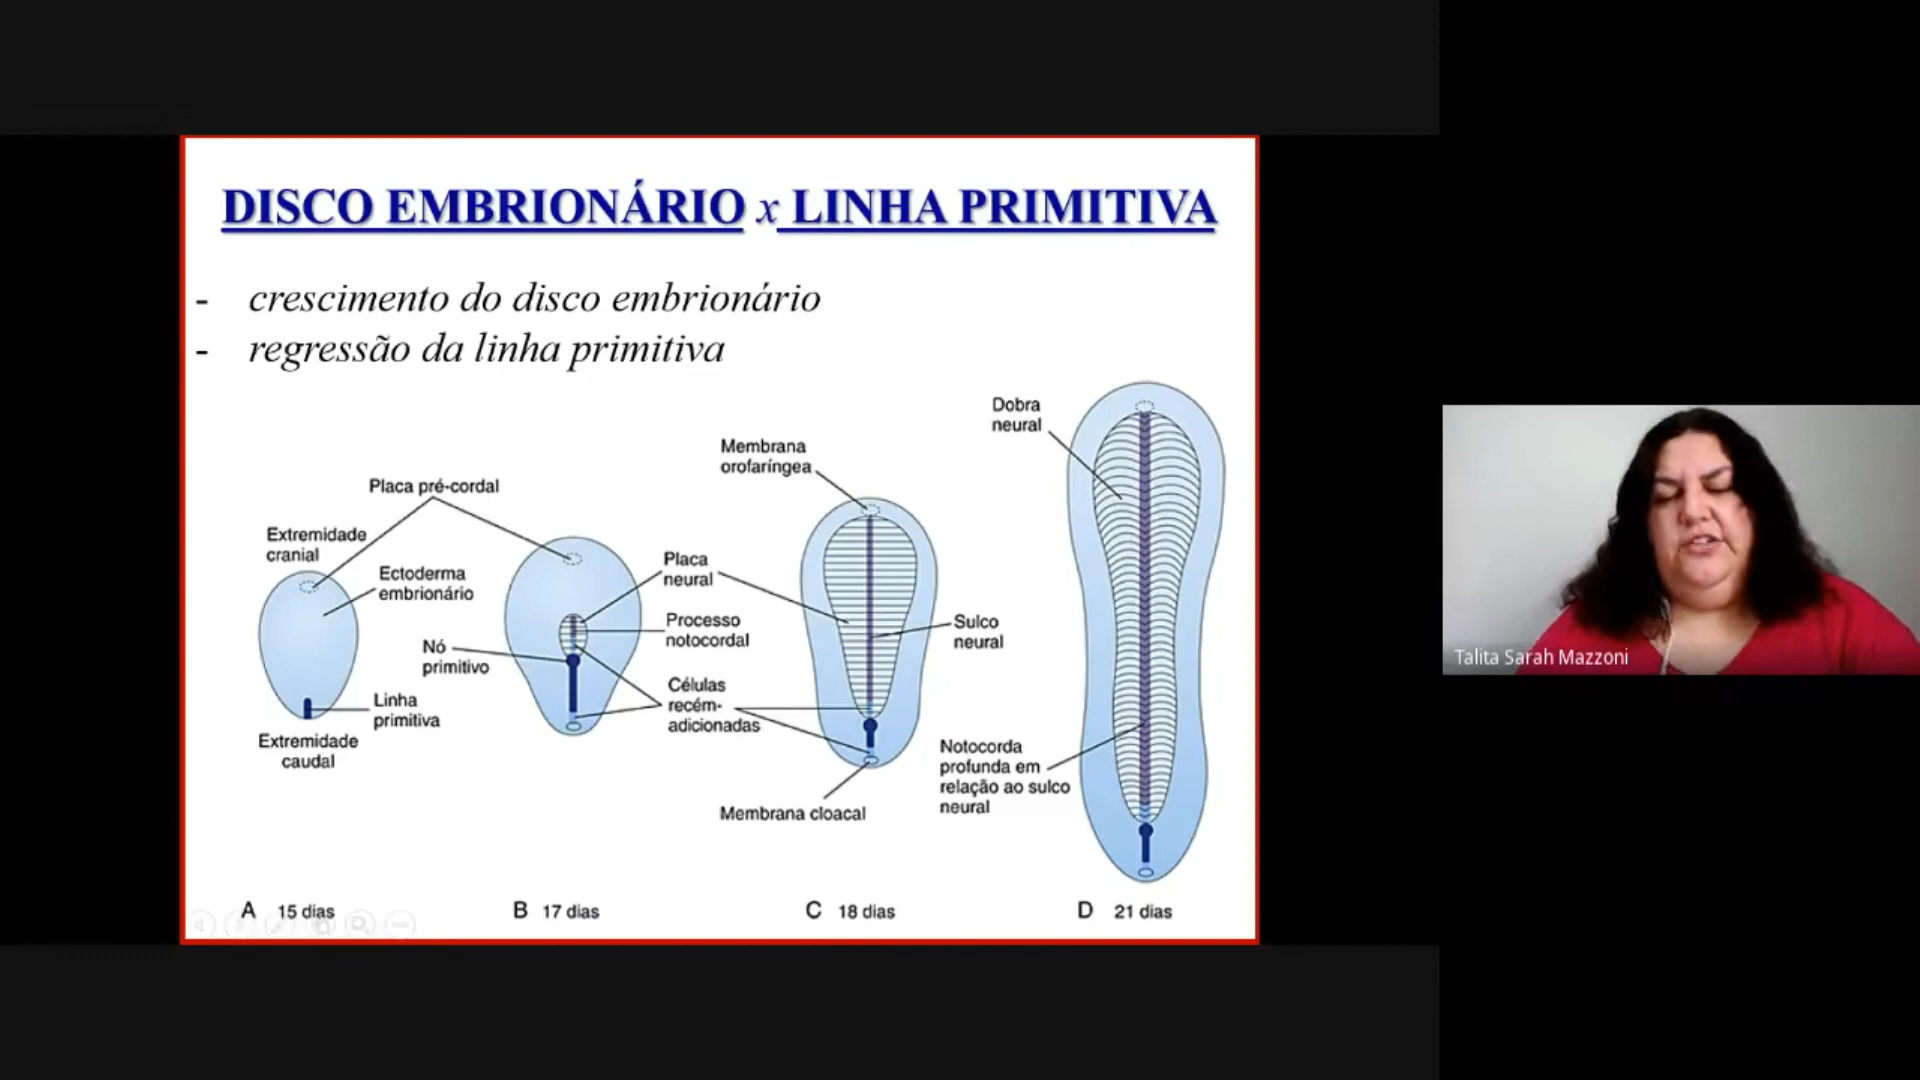 DISCO EMBRIONÁRIO x LINHA PRIMITIVA
- crescimento do disco embrionário
- regressão da linha primitiva
Dobra
neural
Membrana
orofaríngea
Placa pré-cordal
Extremidade
cranial
Ectoderma
embrionário
Placa
neural
Processo
notocordal
Sulco
neural
Nó
primitivo
Células
recém-
adicionadas
Linha
primitiva
Extremidade
caudal
Notocorda
profunda em
relação ao sulco
neural
Membrana cloacal
A 15 dias
B 17 dias
C 18 dias
D 21 dias
Talita Sarah Mazzoni